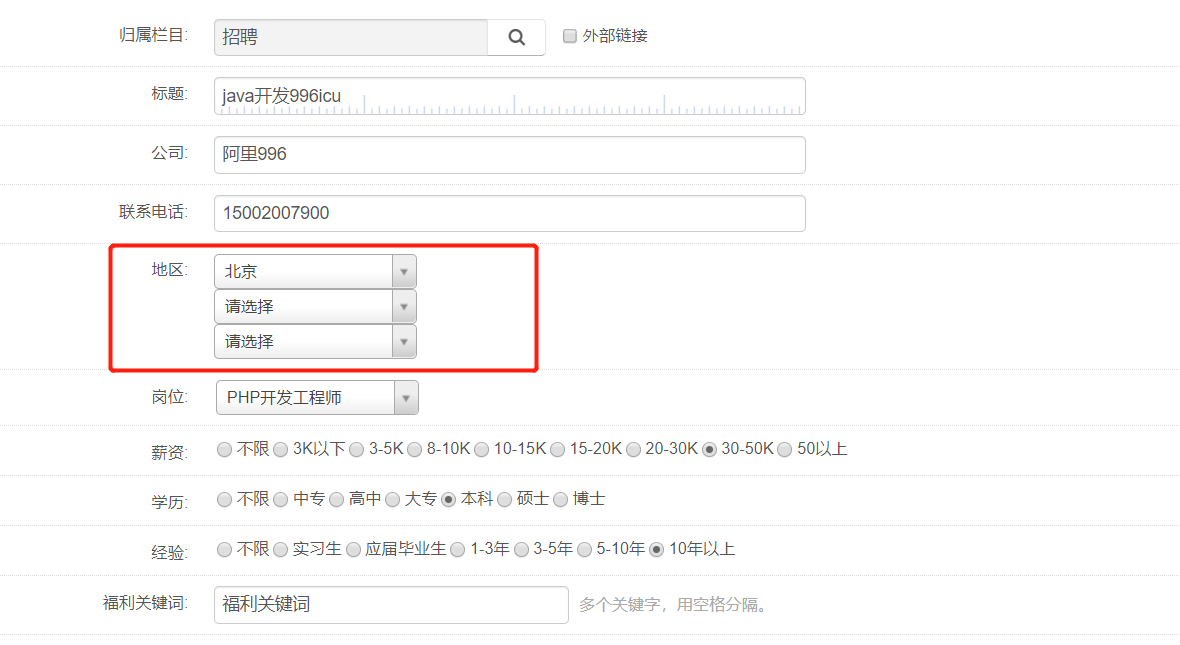 归属栏目: 招聘 外部链接
标题: java开发996icu
公司: 阿里996
联系电话: 15002007900
地区: 北京
请选择
请选择
岗位: PHP开发工程师
薪资: 不限 3K以下 3-5K 8-10K 10-15K 15-20K 20-30K 30-50K 50以上
学历: 不限 中专 高中 大专 本科 硕士 博士
经验: 不限 实习生 应届毕业生 1-3年 3-5年 5-10年 10年以上
福利关键词: 福利关键词 多个关键字，用空格分隔。